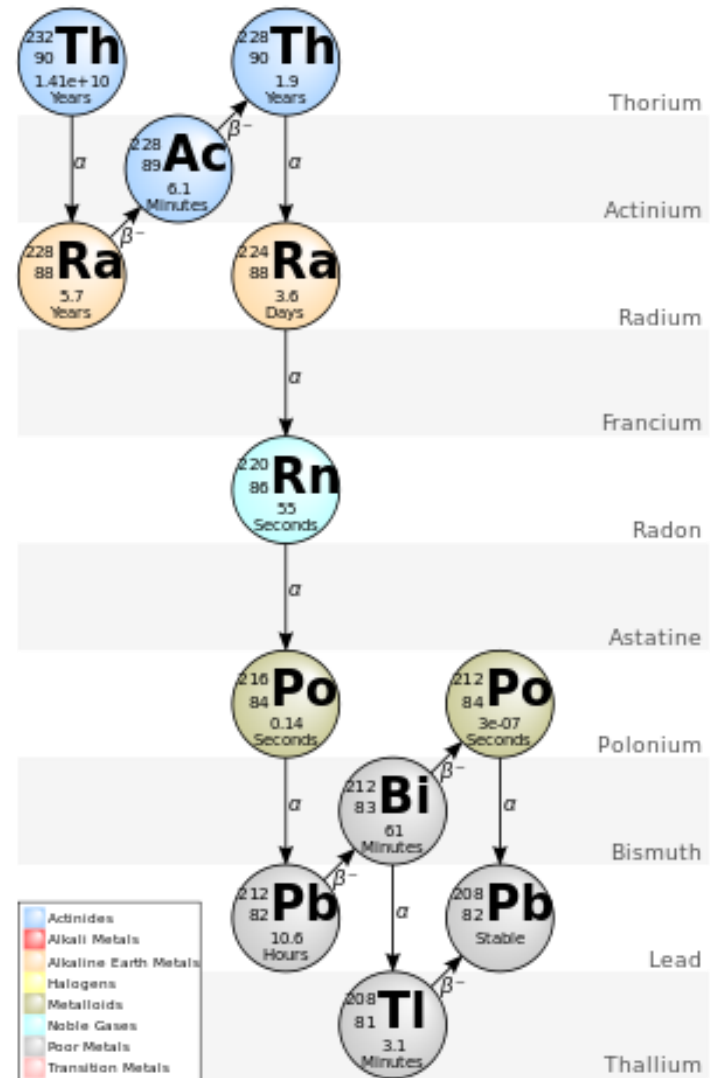 232
90
Th
1.41e+10
Years
228
90
Th
1.9
Years
Thorium
α
228
89
Ac
6.1
Minutes
β⁻
α
Actinium
228
88
Ra
5.7
Years
β⁻
224
88
Ra
3.6
Days
Radium
α
Francium
220
86
Rn
55
Seconds
Radon
α
Astatine
216
84
Po
0.14
Seconds
212
84
Po
3e-07
Seconds
Polonium
α
212
83
Bi
61
Minutes
β⁻
α
Bismuth
212
82
Pb
10.6
Hours
β⁻
α
208
82
Pb
Stable
Lead
208
81
Tl
3.1
Minutes
β⁻
Thallium
Actinides
Alkali Metals
Alkaline Earth Metals
Halogens
Metalloids
Noble Gases
Poor Metals
Transition Metals